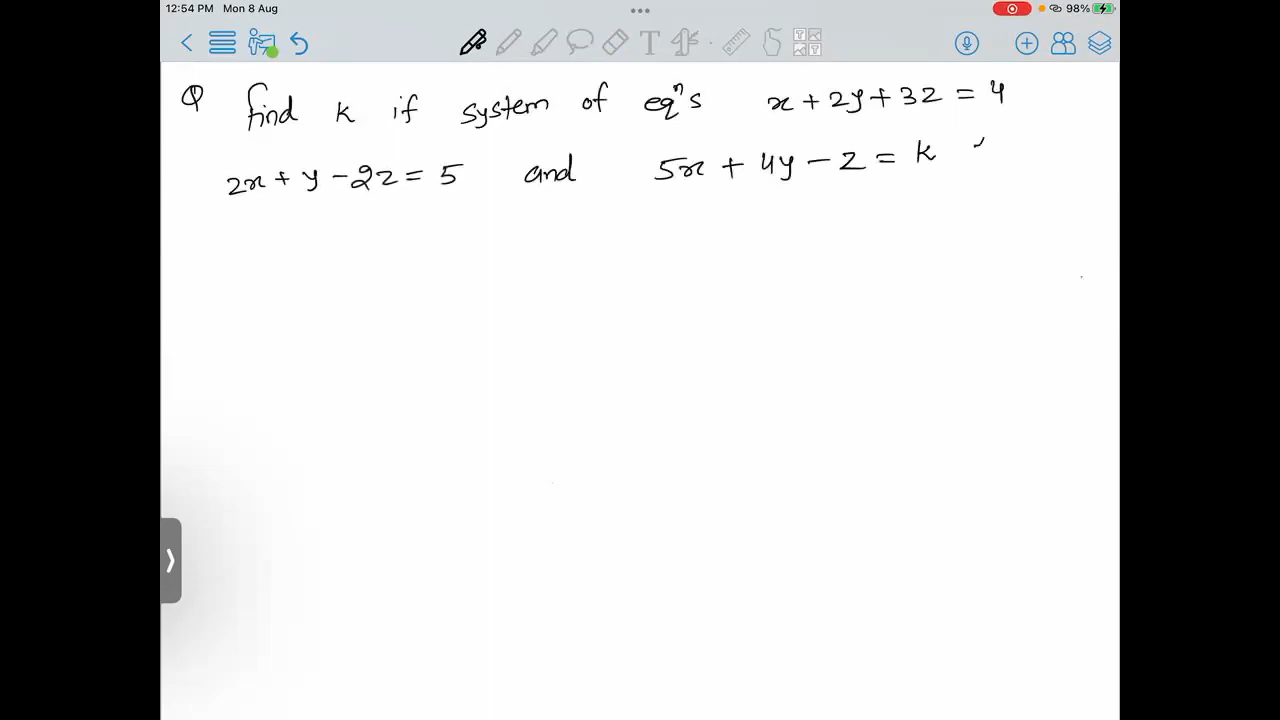 12:54 PM Mon 8 Aug
98%
T
Q Find k if system of eqⁿs x + 2y + 3z = 4
2x + y - 2z = 5 and 5x + 4y - z = k